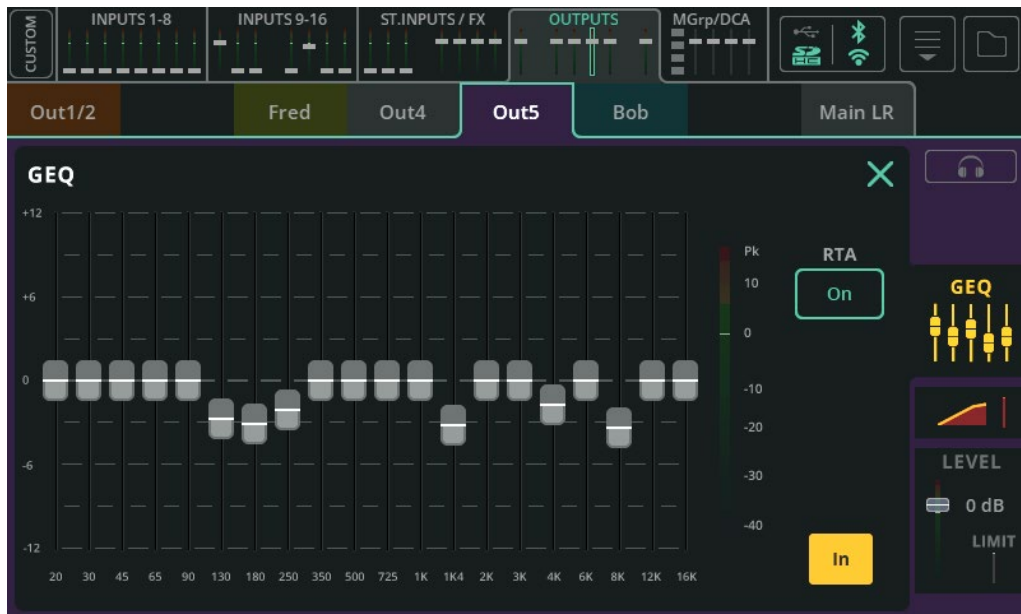 CUSTOM
INPUTS 1-8
INPUTS 9-16
ST.INPUTS / FX
OUTPUTS
MGrp/DCA
SD
HC
Out1/2
Fred
Out4
Out5
Bob
Main LR
GEQ
+12
+6
0
-6
-12
20 30 45 65 90 130 180 250 350 500 725 1K 1K4 2K 3K 4K 6K 8K 12K 16K
Pk
10
0
-10
-20
-30
-40
RTA
On
In
GEQ
LEVEL
0 dB
LIMIT